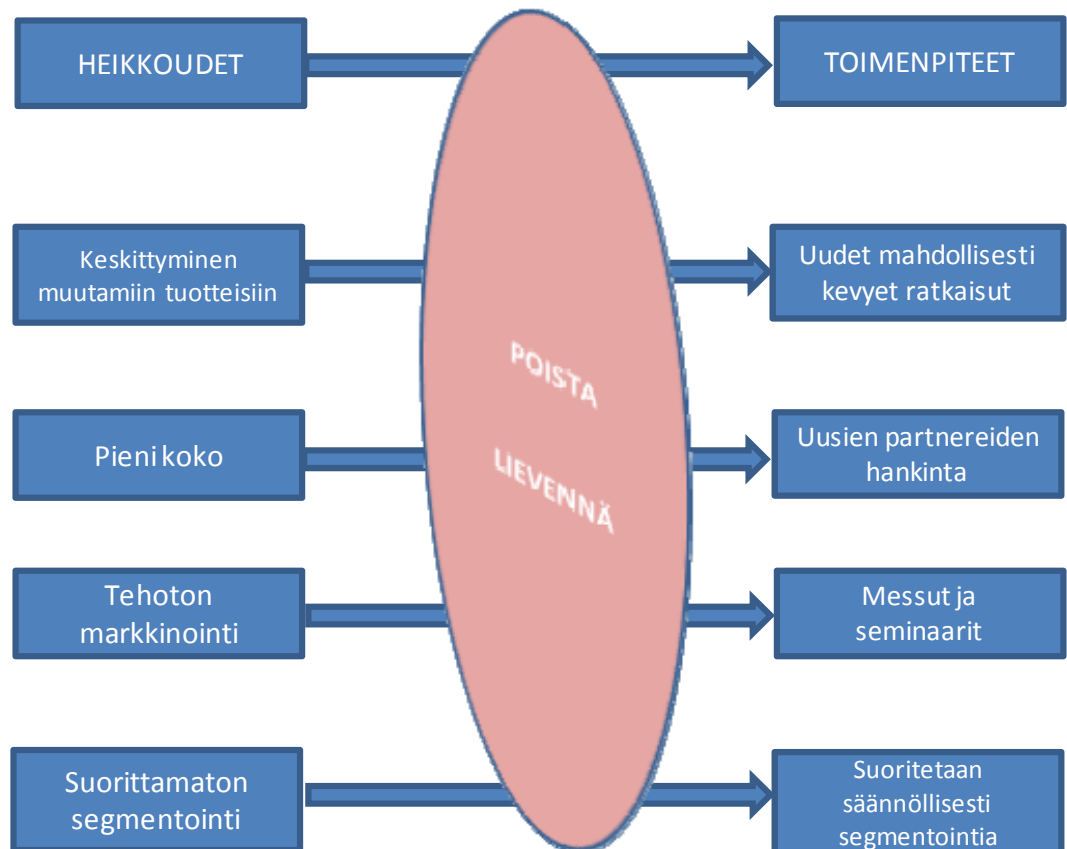 HEIKKOUDET
TOIMENPITEET
Keskittyminen
muutamiin tuotteisiin
Uudet mahdollisesti
kevyet ratkaisut
POISTA
Pieni koko
Uusien partnereiden
hankinta
LIEVENNÄ
Tehoton
markkinointi
Messut ja
seminaarit
Suorittamaton
segmentointi
Suoritetaan
säännöllisesti
segmentointia